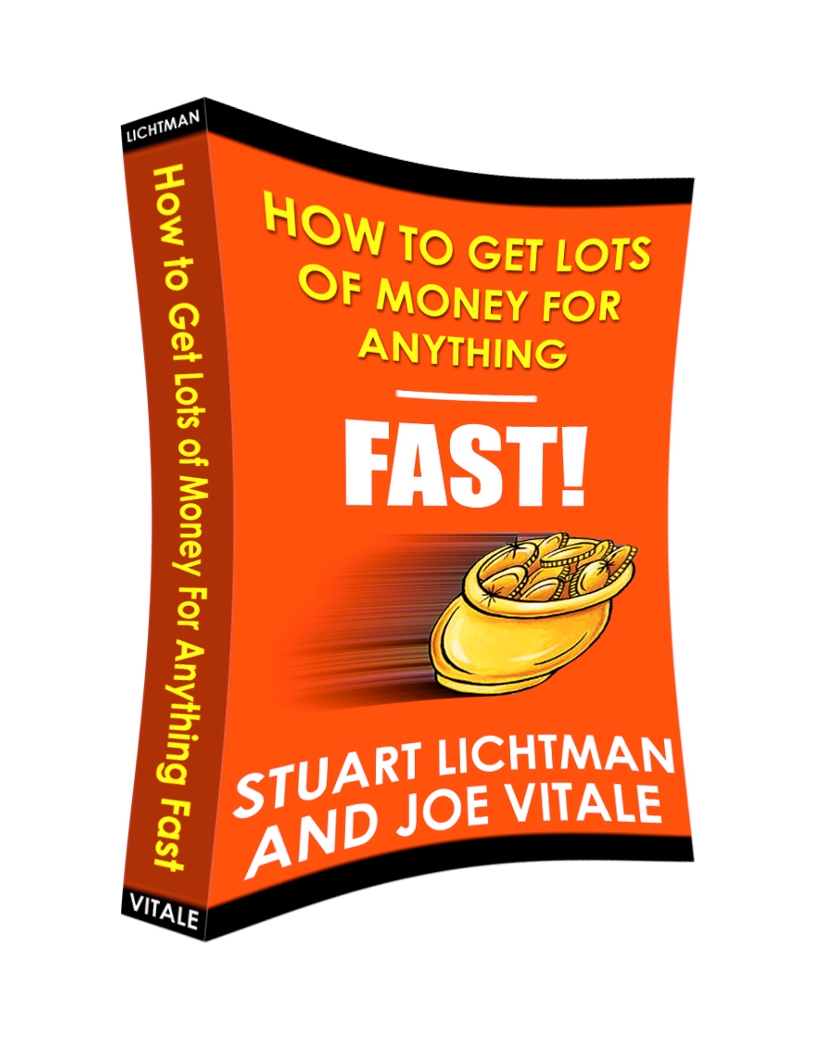 LICHTMAN
How to Get Lots of Money For Anything Fast
VITALE
HOW TO GET LOTS
OF MONEY FOR
ANYTHING
FAST!
STUART LICHTMAN
AND JOE VITALE